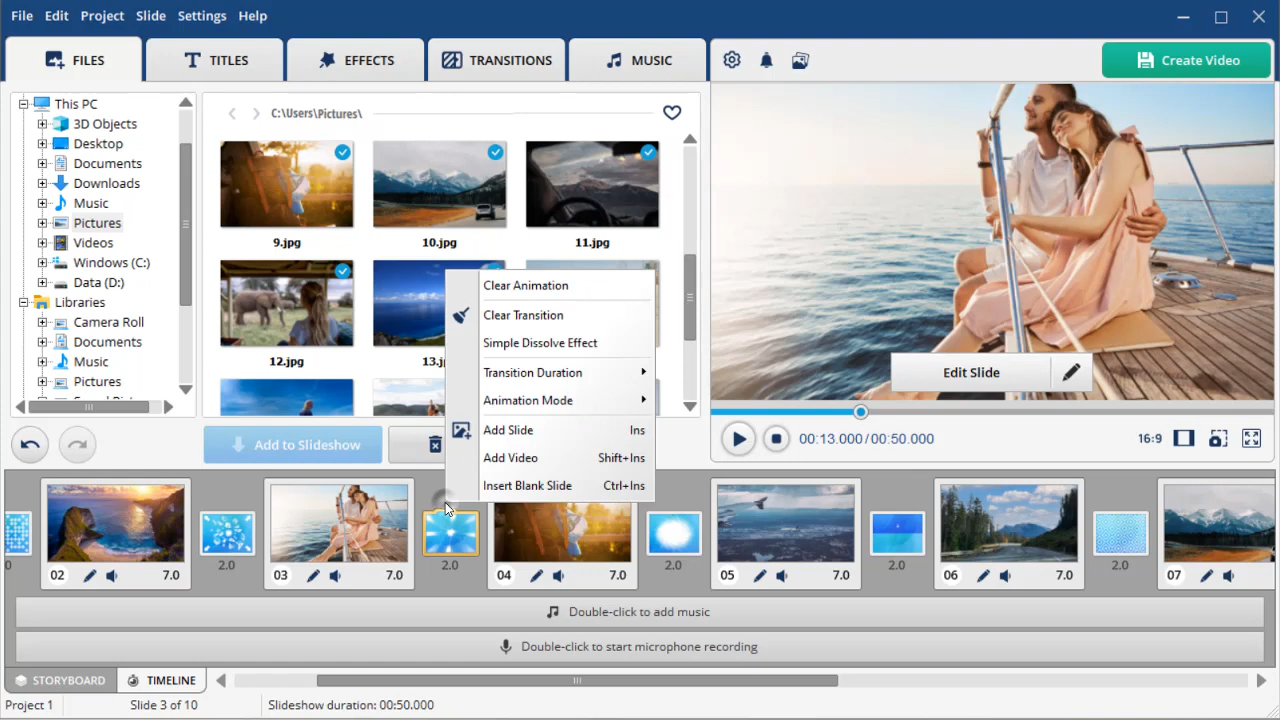 File Edit Project Slide Settings Help
FILES TITLES EFFECTS TRANSITIONS MUSIC Create Video
This PC
3D Objects
Desktop
Documents
Downloads
Music
Pictures
Videos
Windows (C:)
Data (D:)
Libraries
Camera Roll
Documents
Music
Pictures
C:\Users\Pictures\
9.jpg 10.jpg 11.jpg
12.jpg 13.j
Clear Animation
Clear Transition
Simple Dissolve Effect
Transition Duration
Animation Mode
Add Slide Ins
Add Video Shift+Ins
Insert Blank Slide Ctrl+Ins
Add to Slideshow
Edit Slide
00:13.000/00:50.000 16:9
0 02 7.0 2.0 03 7.0 2.0 04 7.0 2.0 05 7.0 2.0 06 7.0 2.0 07
Double-click to add music
Double-click to start microphone recording
STORYBOARD TIMELINE
Project 1 Slide 3 of 10 Slideshow duration: 00:50.000